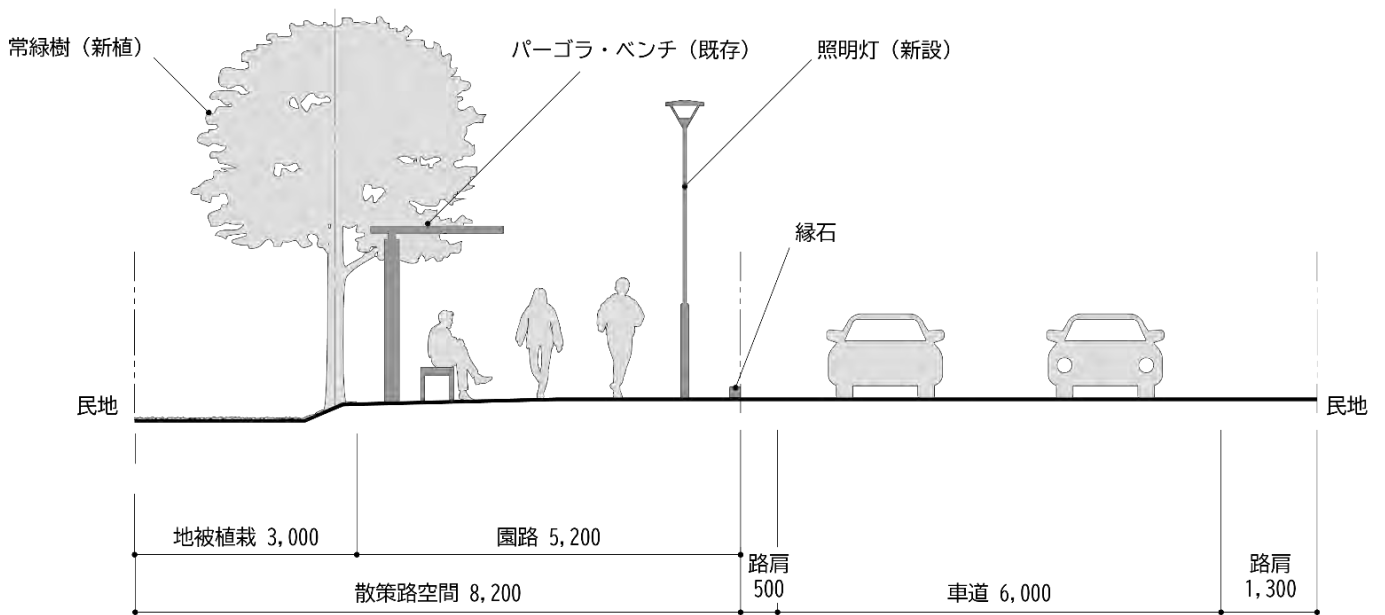 常緑樹（新植）
パーゴラ・ベンチ（既存）
照明灯（新設）
縁石
民地
民地
地被植栽 3,000
園路 5,200
散策路空間 8,200
路肩
500
車道 6,000
路肩
1,300